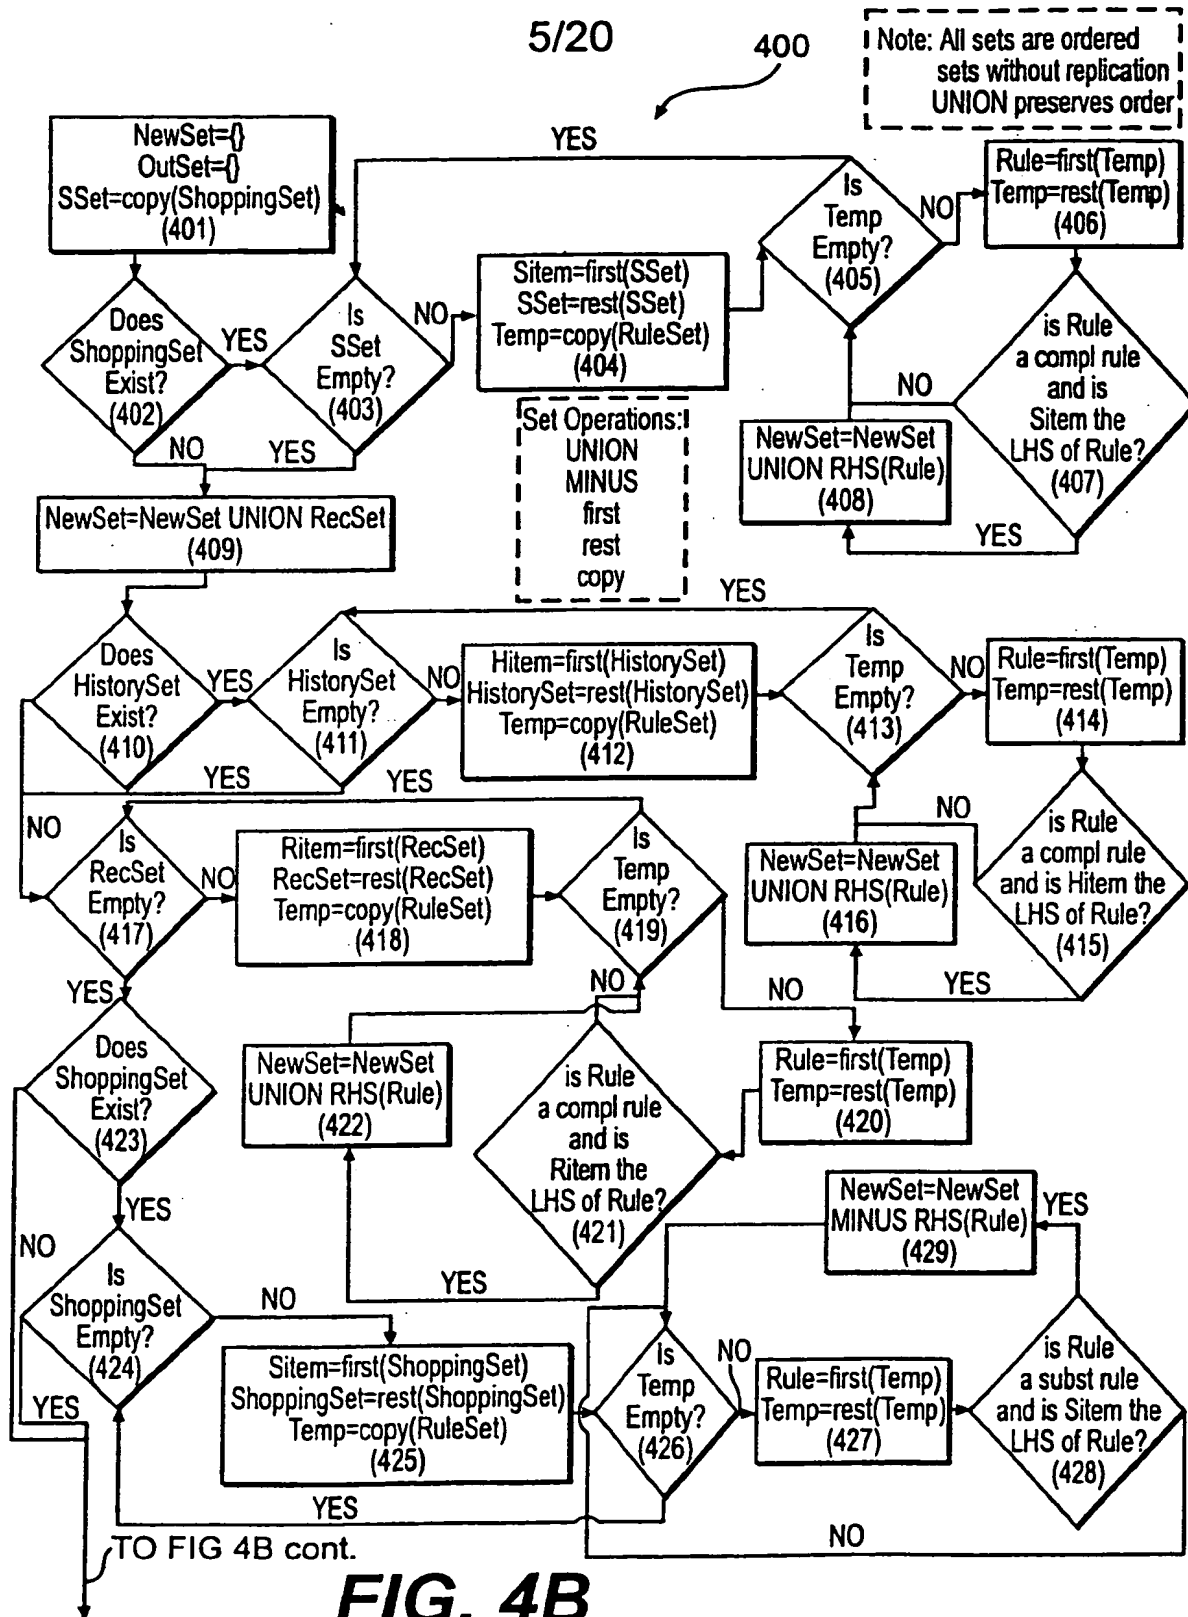 5/20
400
Note: All sets are ordered
sets without replication
UNION preserves order
NewSet={}
OutSet={}
SSet=copy(ShoppingSet)
(401)
YES
Is
Temp
Empty?
(405)
NO
Rule=first(Temp)
Temp=rest(Temp)
(406)
Does
ShoppingSet
Exist?
(402)
YES
Is
SSet
Empty?
(403)
NO
Sitem=first(SSet)
SSet=rest(SSet)
Temp=copy(RuleSet)
(404)
is Rule
a compl rule
and is
Sitem the
LHS of Rule?
(407)
NO
NewSet=NewSet
UNION RHS(Rule)
(408)
YES
NO
YES
Set Operations:
UNION
MINUS
first
rest
copy
NewSet=NewSet UNION RecSet
(409)
YES
Does
HistorySet
Exist?
(410)
YES
Is
HistorySet
Empty?
(411)
NO
Hitem=first(HistorySet)
HistorySet=rest(HistorySet)
Temp=copy(RuleSet)
(412)
Is
Temp
Empty?
(413)
NO
Rule=first(Temp)
Temp=rest(Temp)
(414)
YES
YES
NO
NO
is Rule
a compl rule
and is Hitem the
LHS of Rule?
(415)
NewSet=NewSet
UNION RHS(Rule)
(416)
YES
Is
RecSet
Empty?
(417)
NO
Ritem=first(RecSet)
RecSet=rest(RecSet)
Temp=copy(RuleSet)
(418)
Is
Temp
Empty?
(419)
YES
NO
NO
Does
ShoppingSet
Exist?
(423)
NewSet=NewSet
UNION RHS(Rule)
(422)
is Rule
a compl rule
and is
Ritem the
LHS of Rule?
(421)
Rule=first(Temp)
Temp=rest(Temp)
(420)
YES
NO
YES
NewSet=NewSet
MINUS RHS(Rule)
(429)
YES
Is
ShoppingSet
Empty?
(424)
NO
YES
Sitem=first(ShoppingSet)
ShoppingSet=rest(ShoppingSet)
Temp=copy(RuleSet)
(425)
Is
Temp
Empty?
(426)
NO
Rule=first(Temp)
Temp=rest(Temp)
(427)
is Rule
a subst rule
and is Sitem the
LHS of Rule?
(428)
YES
NO
TO FIG 4B cont.
FIG. 4B